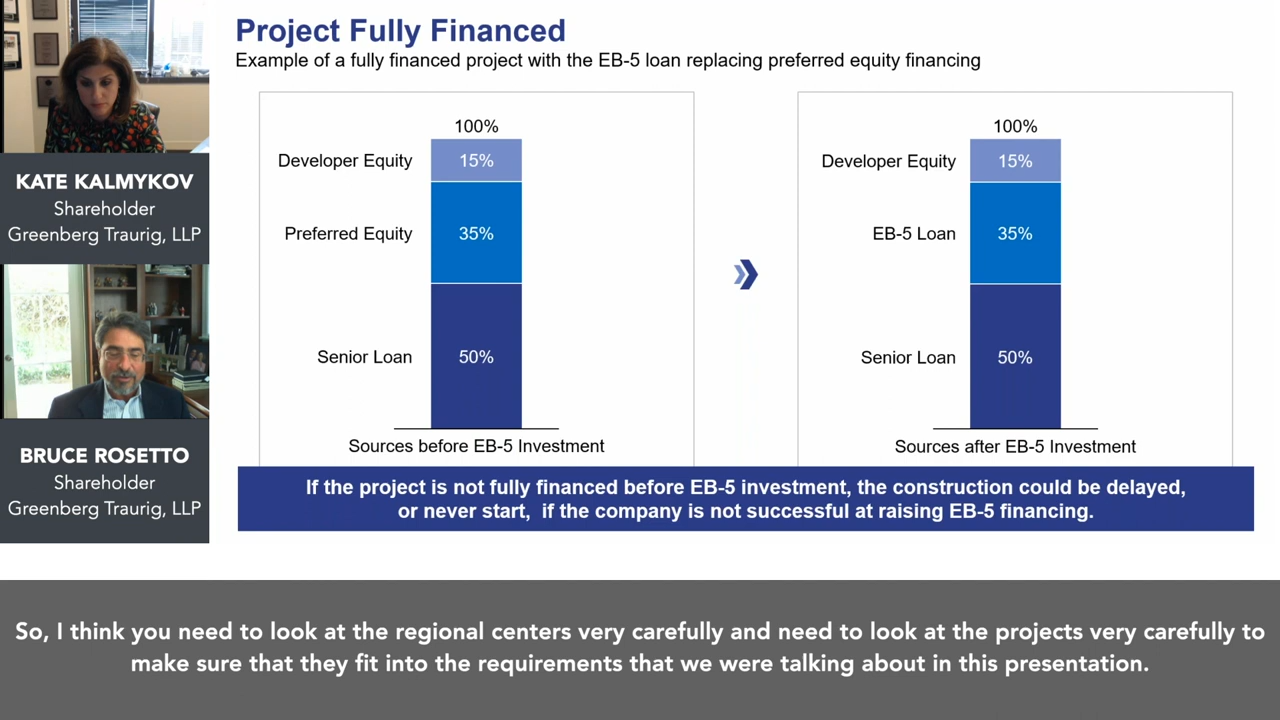 KATE KALMYKOV
Shareholder
Greenberg Traurig, LLP
BRUCE ROSETTO
Shareholder
Greenberg Traurig, LLP
Project Fully Financed
Example of a fully financed project with the EB-5 loan replacing preferred equity financing
100%
Developer Equity 15%
Preferred Equity 35%
Senior Loan 50%
Sources before EB-5 Investment
100%
Developer Equity 15%
EB-5 Loan 35%
Senior Loan 50%
Sources after EB-5 Investment
If the project is not fully financed before EB-5 investment, the construction could be delayed,
or never start, if the company is not successful at raising EB-5 financing.
So, I think you need to look at the regional centers very carefully and need to look at the projects very carefully to
make sure that they fit into the requirements that we were talking about in this presentation.